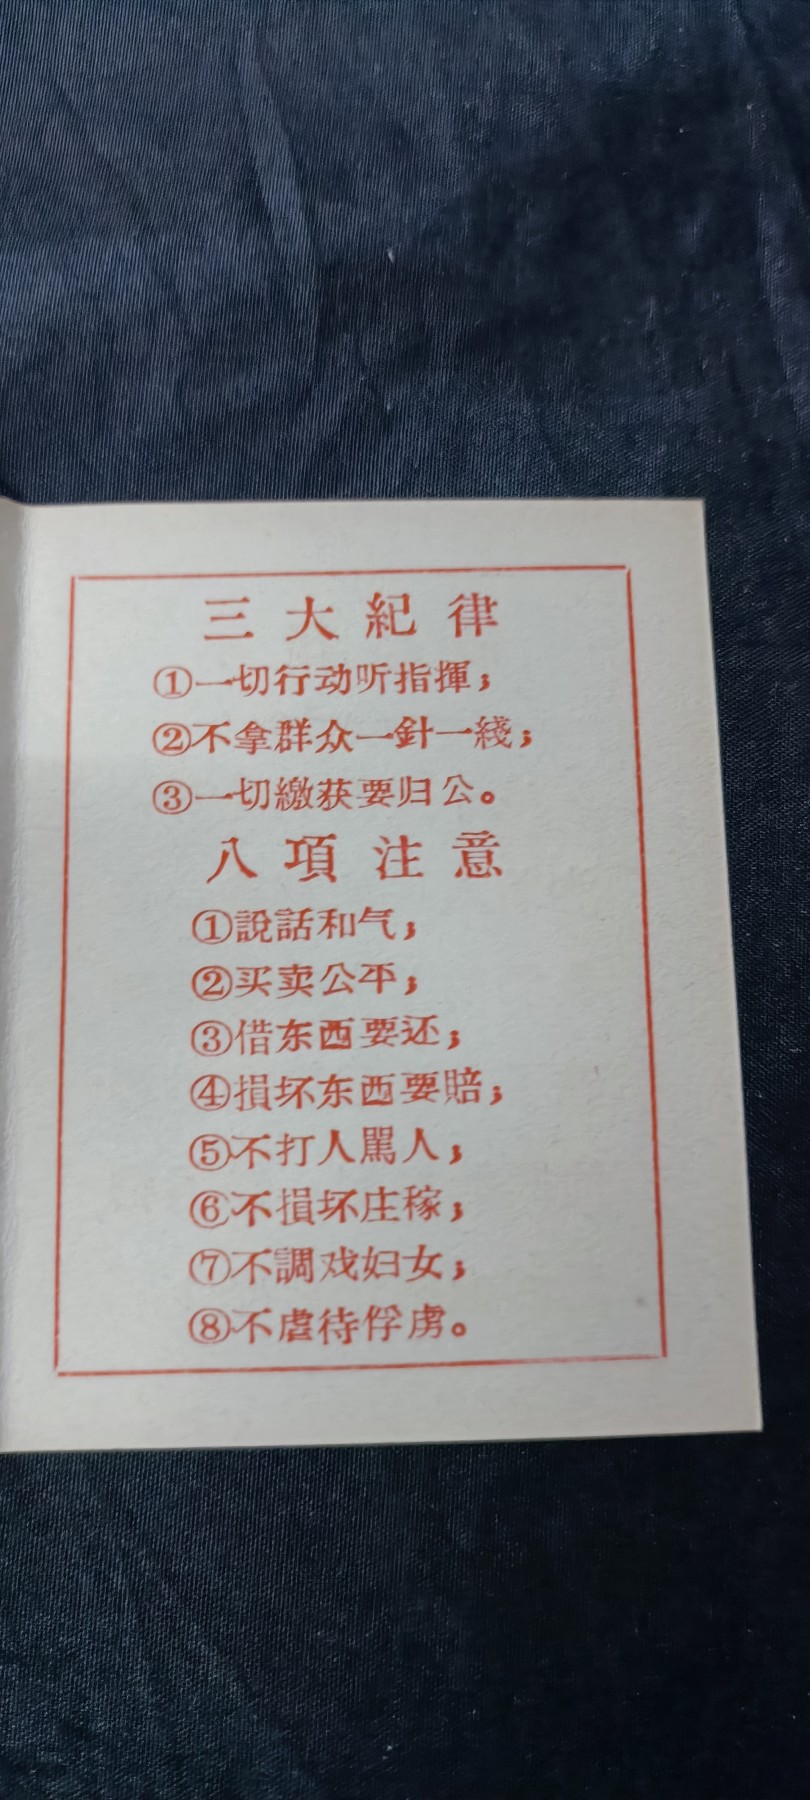 三大紀律
①一切行动听指揮；
②不拿群众一針一綫；
③一切繳获要归公。
八項注意
①說話和气；
②买卖公平；
③借东西要还；
④損坏东西要賠；
⑤不打人駡人；
⑥不損坏庄稼；
⑦不調戏妇女；
⑧不虐待俘虏。